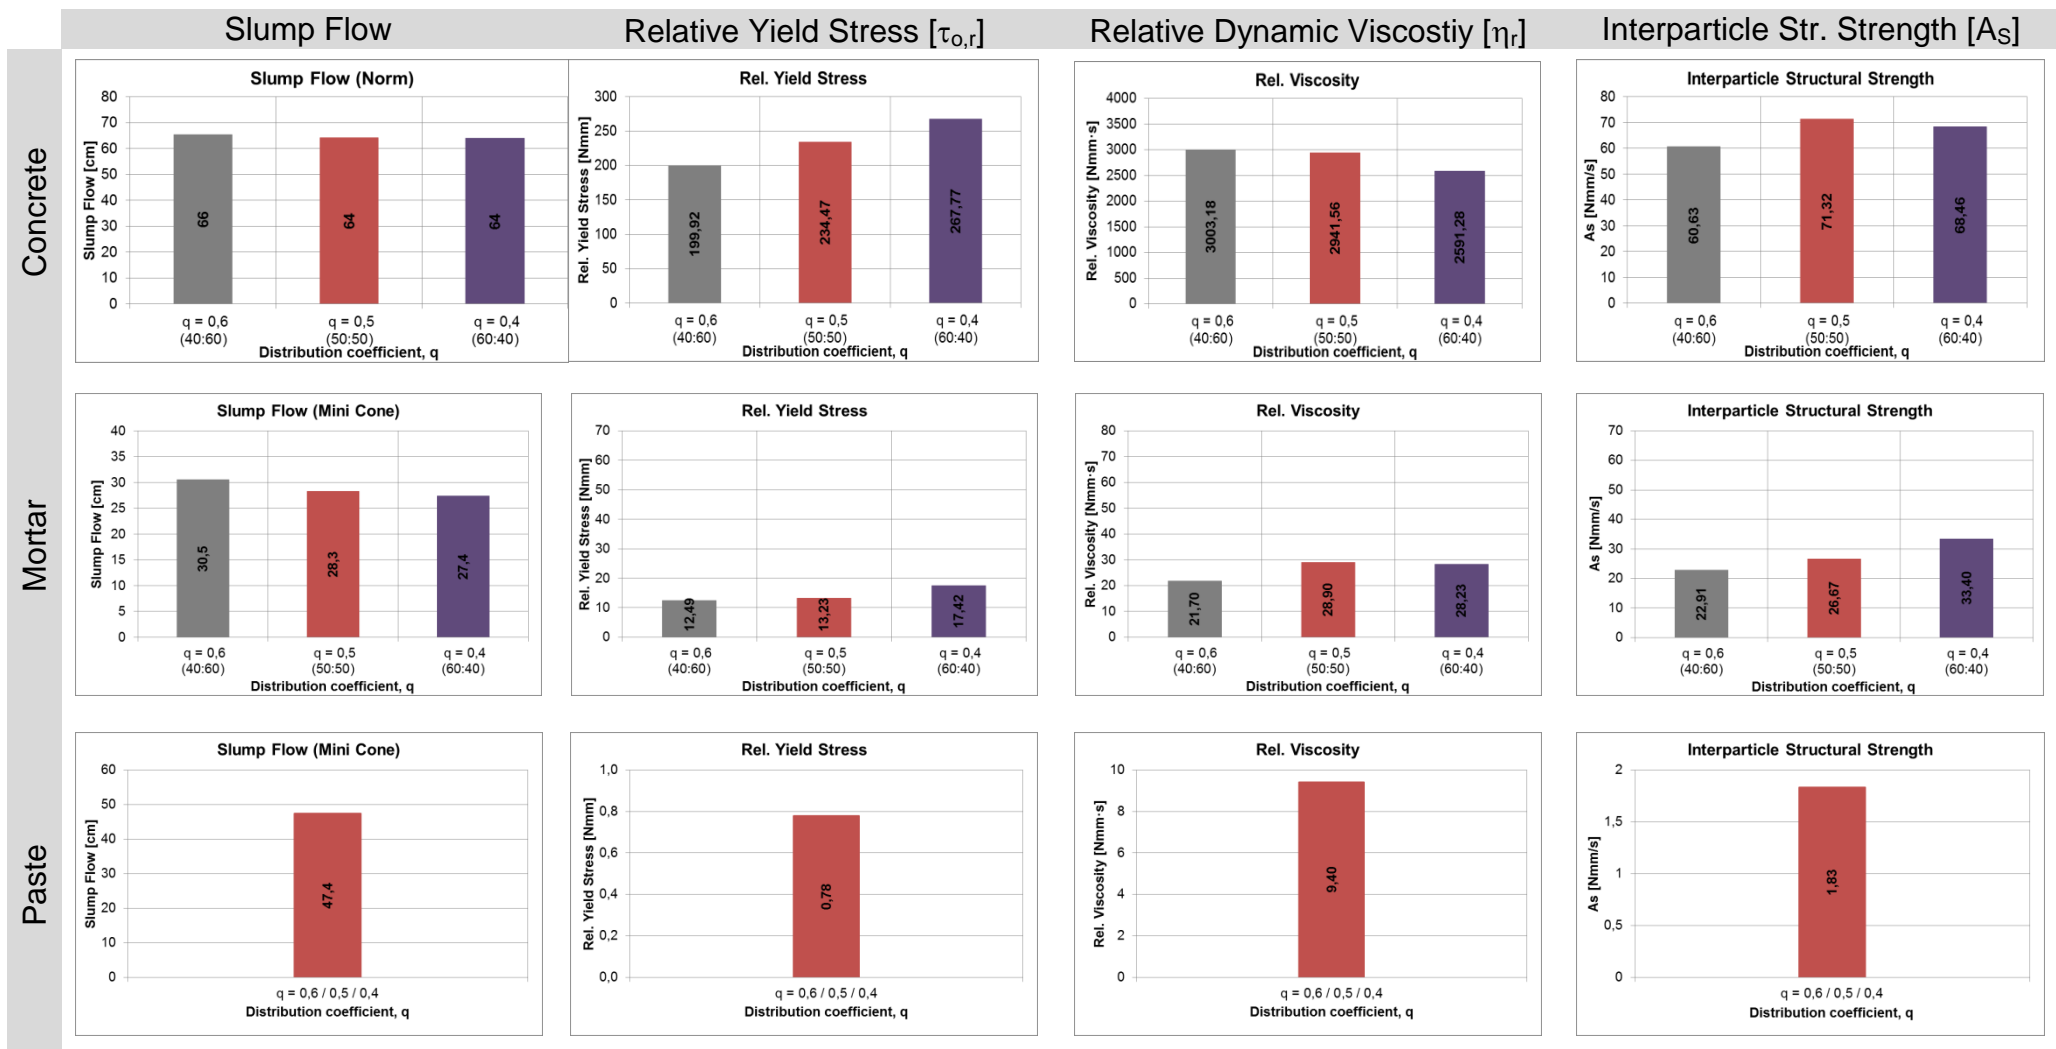 Slump Flow
Relative Yield Stress [τo,r]
Relative Dynamic Viscostiy [ηr]
Interparticle Str. Strength [AS]
Concrete
Slump Flow (Norm)
Slump Flow [cm]
80
70
60
50
40
30
20
10
0
66
64
64
q = 0,6
(40:60)
q = 0,5
(50:50)
q = 0,4
(60:40)
Distribution coefficient, q
Rel. Yield Stress
Rel. Yield Stress [Nmm]
300
250
200
150
100
50
0
199,92
234,47
267,77
q = 0,6
(40:60)
q = 0,5
(50:50)
q = 0,4
(60:40)
Distribution coefficient, q
Rel. Viscosity
Rel. Viscosity [Nmm·s]
4000
3500
3000
2500
2000
1500
1000
500
0
3003,18
2941,56
2591,28
q = 0,6
(40:60)
q = 0,5
(50:50)
q = 0,4
(60:40)
Distribution coefficient, q
Interparticle Structural Strength
As [Nmm/s]
80
70
60
50
40
30
20
10
0
60,63
71,32
68,46
q = 0,6
(40:60)
q = 0,5
(50:50)
q = 0,4
(60:40)
Distribution coefficient, q
Mortar
Slump Flow (Mini Cone)
Slump Flow [cm]
40
35
30
25
20
15
10
5
0
30,5
28,3
27,4
q = 0,6
(40:60)
q = 0,5
(50:50)
q = 0,4
(60:40)
Distribution coefficient, q
Rel. Yield Stress
Rel. Yield Stress [Nmm]
70
60
50
40
30
20
10
0
12,49
13,23
17,42
q = 0,6
(40:60)
q = 0,5
(50:50)
q = 0,4
(60:40)
Distribution coefficient, q
Rel. Viscosity
Rel. Viscosity [Nmm·s]
80
70
60
50
40
30
20
10
0
21,70
28,90
28,23
q = 0,6
(40:60)
q = 0,5
(50:50)
q = 0,4
(60:40)
Distribution coefficient, q
Interparticle Structural Strength
As [Nmm/s]
70
60
50
40
30
20
10
0
22,91
26,67
33,40
q = 0,6
(40:60)
q = 0,5
(50:50)
q = 0,4
(60:40)
Distribution coefficient, q
Paste
Slump Flow (Mini Cone)
Slump Flow [cm]
60
50
40
30
20
10
0
47,4
q = 0,6 / 0,5 / 0,4
Distribution coefficient, q
Rel. Yield Stress
Rel. Yield Stress [Nmm]
1,0
0,8
0,6
0,4
0,2
0,0
0,78
q = 0,6 / 0,5 / 0,4
Distribution coefficient, q
Rel. Viscosity
Rel. Viscosity [Nmm·s]
10
8
6
4
2
0
9,40
q = 0,6 / 0,5 / 0,4
Distribution coefficient, q
Interparticle Structural Strength
As [Nmm/s]
2
1,5
1
0,5
0
1,83
q = 0,6 / 0,5 / 0,4
Distribution coefficient, q